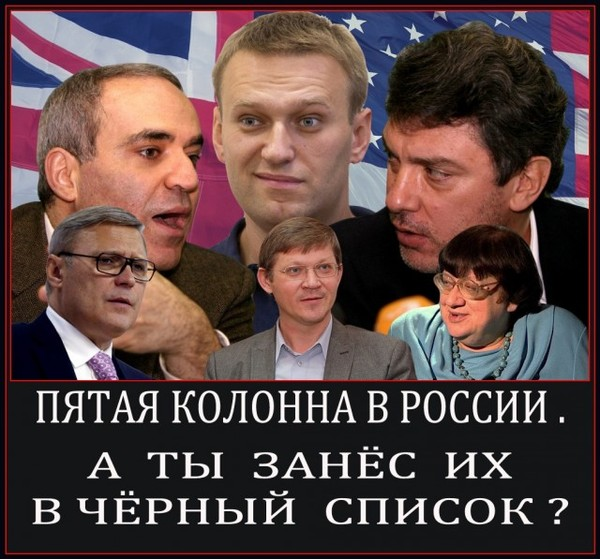 ПЯТАЯ КОЛОННА В РОССИИ .
А ТЫ ЗАНЁС ИХ
В ЧЁРНЫЙ СПИСОК ?